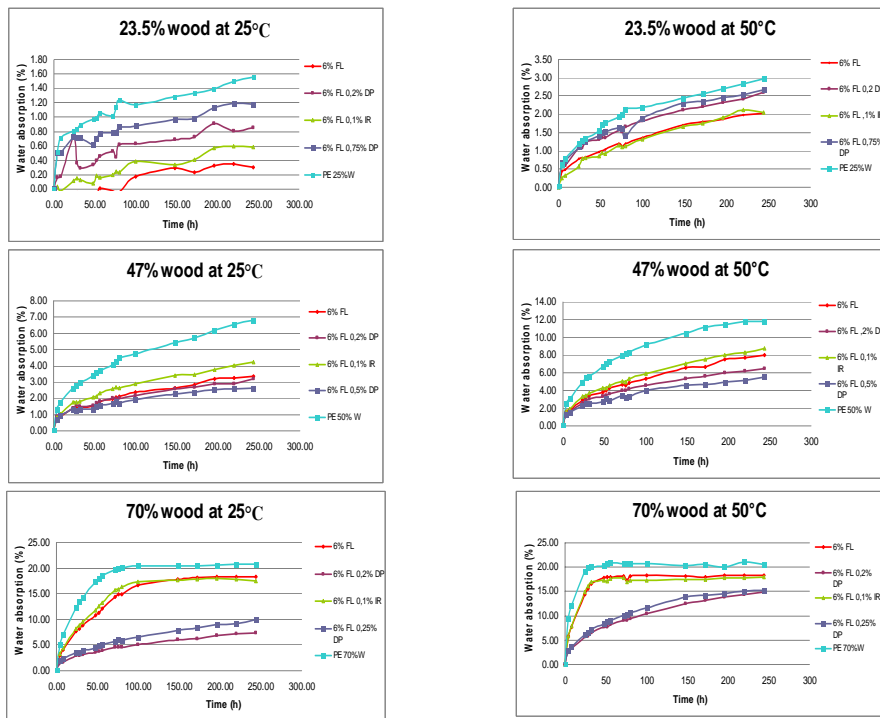 23.5% wood at 25°C
Water absorption (%)
1.80
1.60
1.40
1.20
1.00
0.80
0.60
0.40
0.20
0.00
0.00 50.00 100.00 150.00 200.00 250.00 300.00
Time (h)
6% FL
6% FL 0,2% DP
6% FL 0,1% IR
6% FL 0,75% DP
PE 25%W
23.5% wood at 50°C
Water absorption (%)
3.50
3.00
2.50
2.00
1.50
1.00
0.50
0.00
0 50 100 150 200 250 300
Time (h)
6% FL
6% FL 0,2 D
6% FL ,1% I
6% FL 0,75%
DP
PE 25%W
47% wood at 25°C
Water absorption (%)
8.00
7.00
6.00
5.00
4.00
3.00
2.00
1.00
0.00
0.00 50.00 100.00 150.00 200.00 250.00 300.00
Time (h)
6% FL
6% FL 0,2% DP
6% FL 0,1% IR
6% FL 0,5% DP
PE 50% W
47% wood at 50°C
Water absorption (%)
14.00
12.00
10.00
8.00
6.00
4.00
2.00
0.00
0 50 100 150 200 250 300
Time (h)
6% FL
6% FL ,2% DP
6% FL 0,1%
IR
6% FL 0,5%
DP
PE 50%W
70% wood at 25°C
Water absorption (%)
25.00
20.00
15.00
10.00
5.00
0.00
0.00 50.00 100.00 150.00 200.00 250.00 300.00
Time (h)
6% FL
6% FL 0,2% DP
6% FL 0,1% IR
6% FL 0,25%
DP
PE 70%W
70% wood at 50°C
Water absorption (%)
25.00
20.00
15.00
10.00
5.00
0.00
0 50 100 150 200 250 300
Time (h)
6% FL
6% FL 0,2%
DP
6% FL 0,1% IR
6% FL 0,25%
DP
PE 70%W